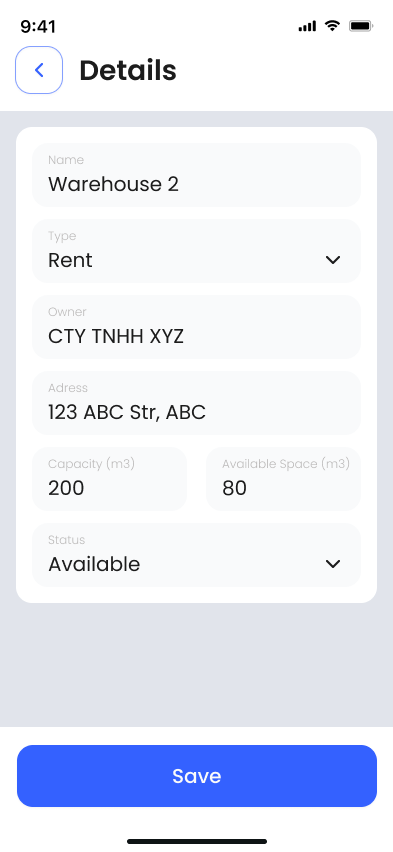 9:41
Details
Name
Warehouse 2
Type
Rent
Owner
CTY TNHH XYZ
Adress
123 ABC Str, ABC
Capacity (m3)
200
Available Space (m3)
80
Status
Available
Save